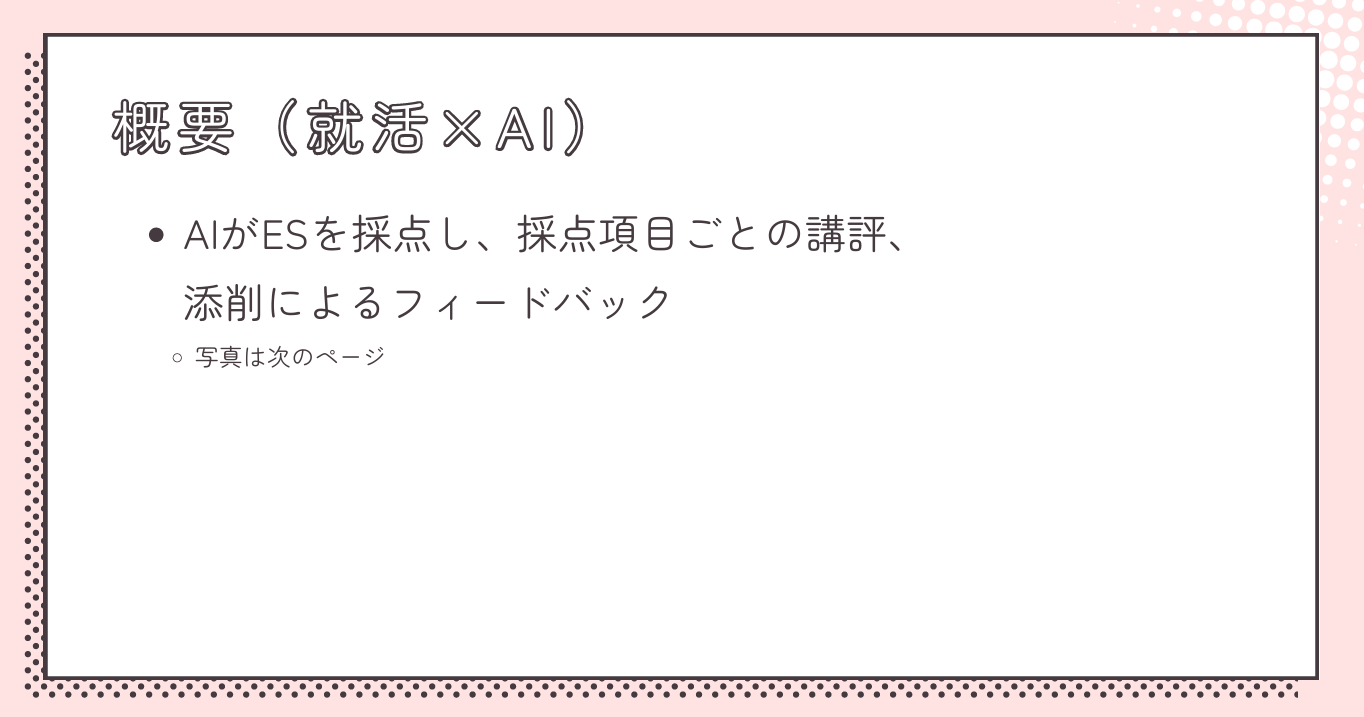 概要（就活×AI）
• AIがESを採点し、採点項目ごとの講評、
添削によるフィードバック
○ 写真は次のページ